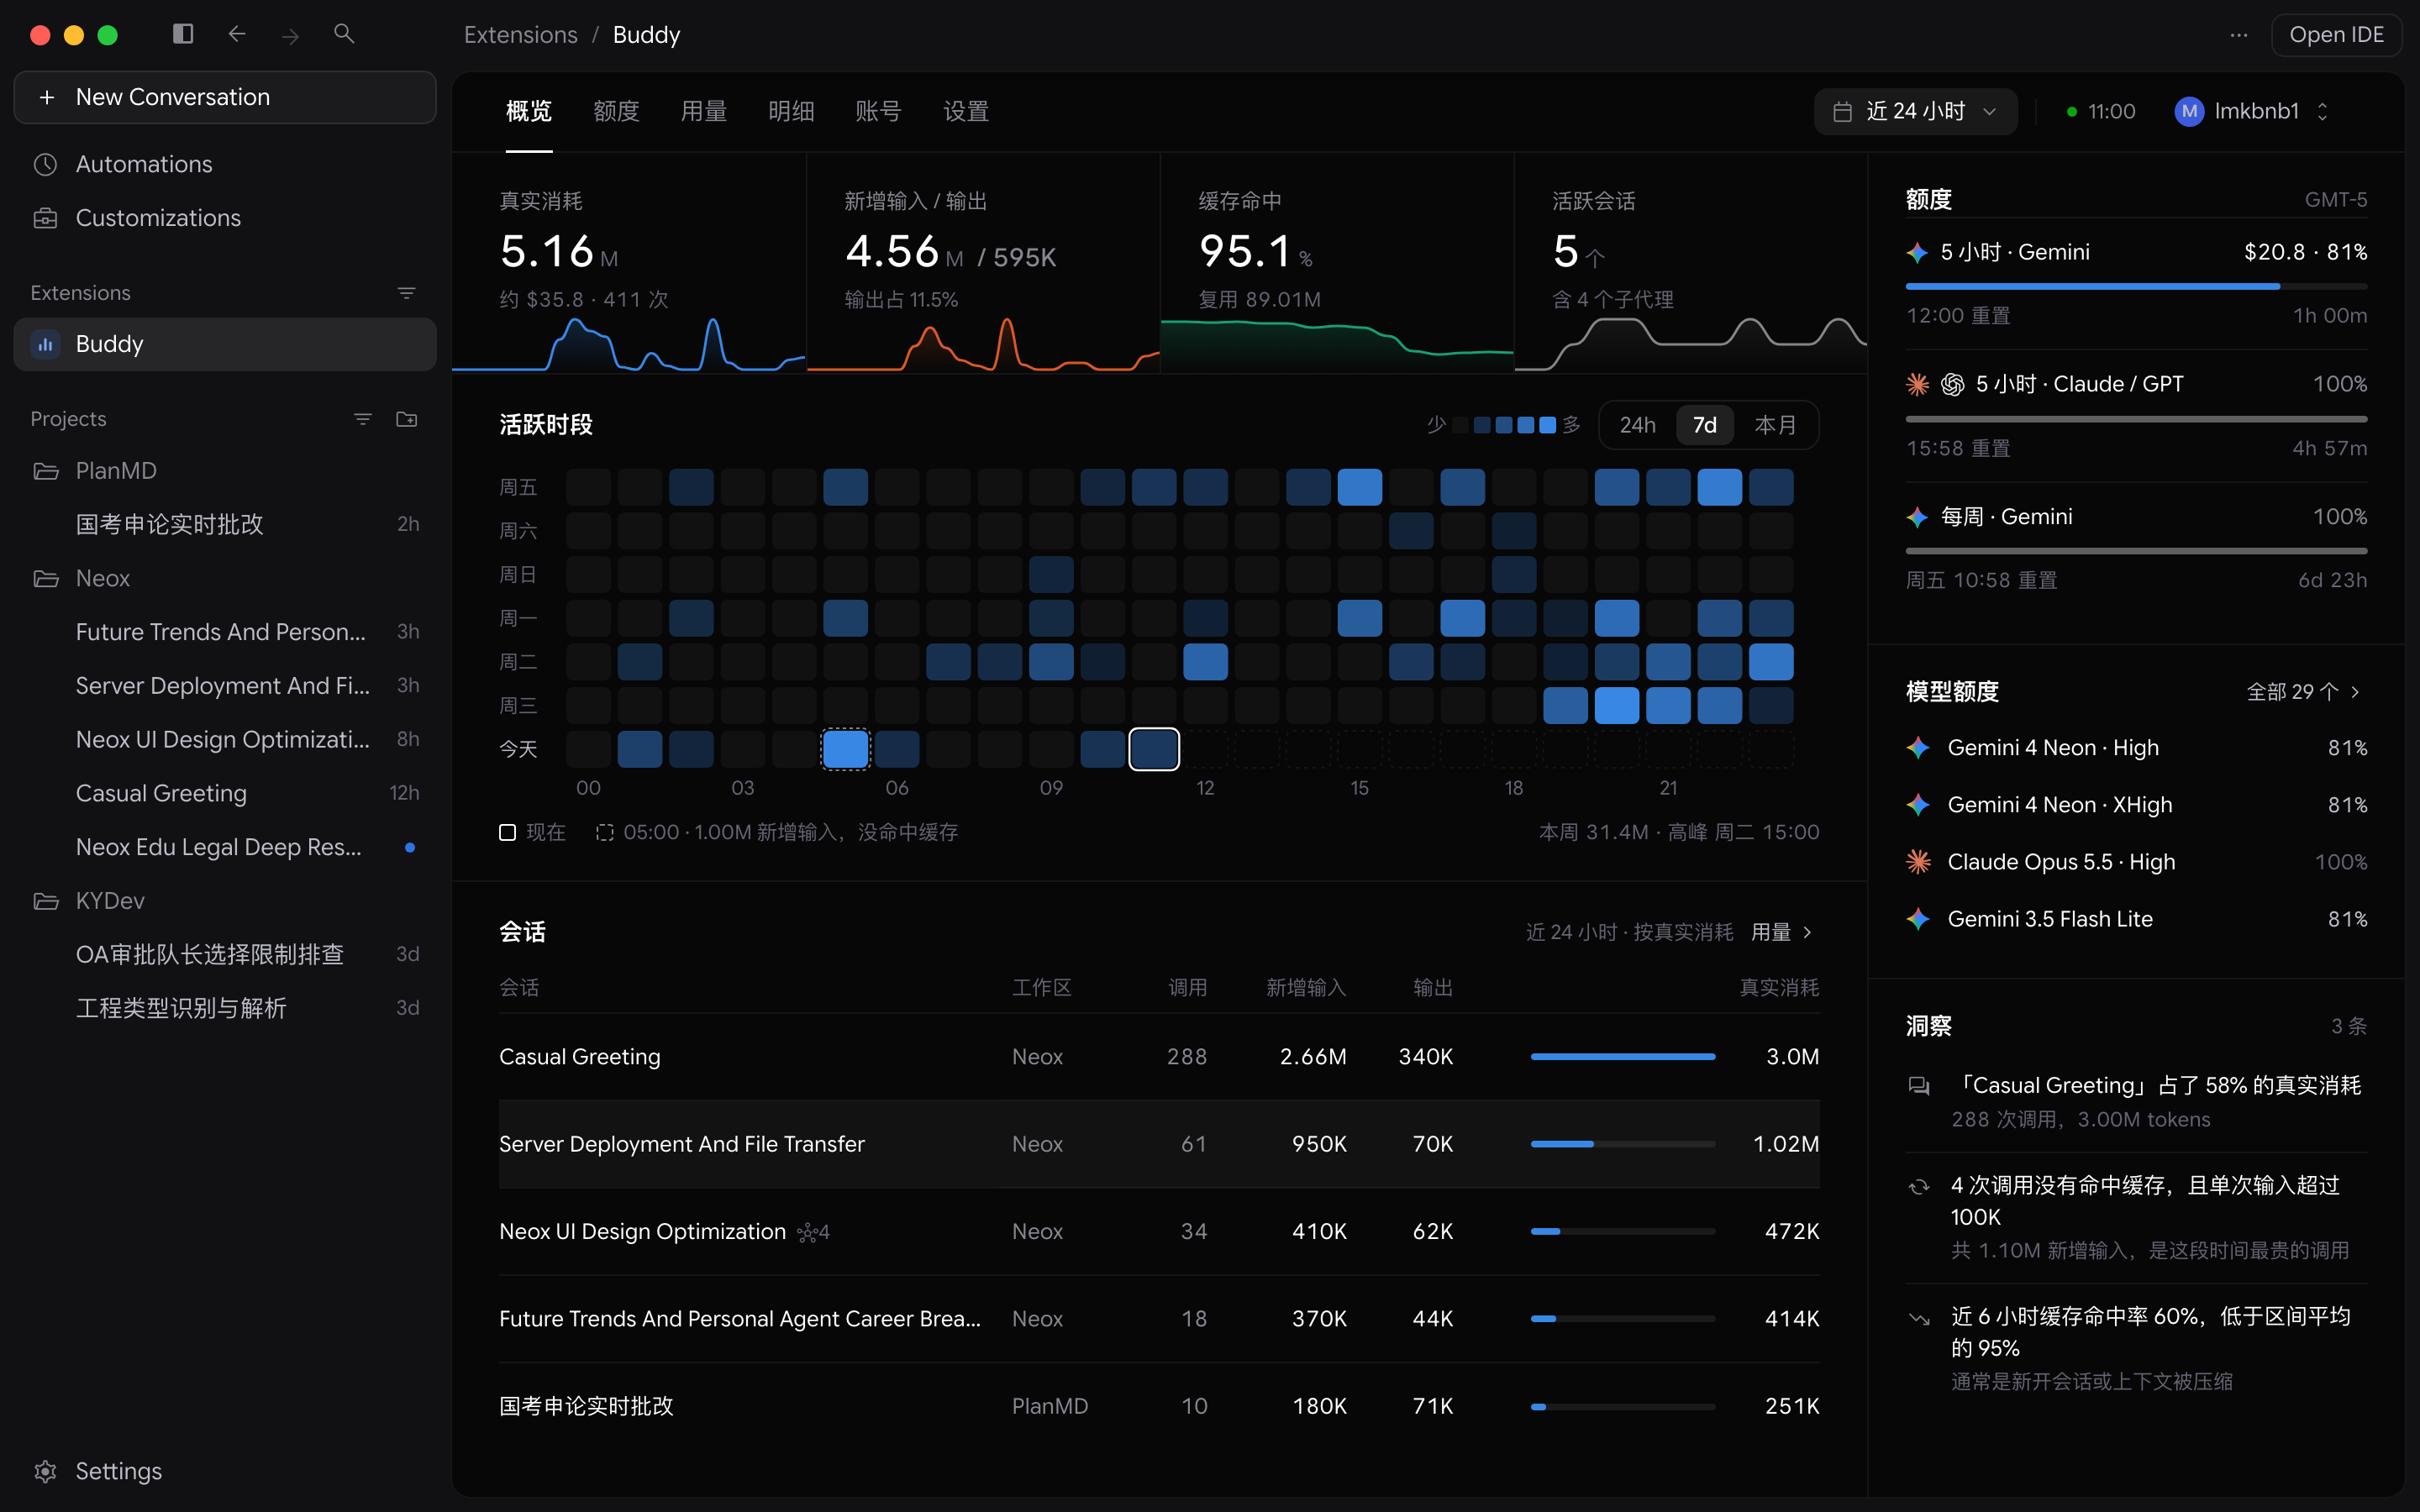 Extensions / Buddy
Open IDE
New Conversation
Automations
Customizations
Extensions
Buddy
Projects
PlanMD
国考申论实时批改 2h
Neox
Future Trends And Person... 3h
Server Deployment And Fi... 3h
Neox UI Design Optimizati... 8h
Casual Greeting 12h
Neox Edu Legal Deep Res...
KYDev
OA审批队长选择限制排查 3d
工程类型识别与解析 3d
Settings
概览 额度 用量 明细 账号 设置
近 24 小时
11:00
M lmkbnb1
真实消耗
5.16 M
约 $35.8 · 411 次
新增输入 / 输出
4.56 M / 595K
输出占 11.5%
缓存命中
95.1 %
复用 89.01M
活跃会话
5 个
含 4 个子代理
活跃时段
少 多
24h 7d 本月
周五
周六
周日
周一
周二
周三
今天
00 03 06 09 12 15 18 21
现在 05:00 · 1.00M 新增输入，没命中缓存
本周 31.4M · 高峰 周二 15:00
会话
近 24 小时 · 按真实消耗 用量
会话 工作区 调用 新增输入 输出 真实消耗
Casual Greeting Neox 288 2.66M 340K 3.0M
Server Deployment And File Transfer Neox 61 950K 70K 1.02M
Neox UI Design Optimization 4 Neox 34 410K 62K 472K
Future Trends And Personal Agent Career Brea... Neox 18 370K 44K 414K
国考申论实时批改 PlanMD 10 180K 71K 251K
额度 GMT-5
5 小时 · Gemini $20.8 · 81%
12:00 重置 1h 00m
5 小时 · Claude / GPT 100%
15:58 重置 4h 57m
每周 · Gemini 100%
周五 10:58 重置 6d 23h
模型额度 全部 29 个
Gemini 4 Neon · High 81%
Gemini 4 Neon · XHigh 81%
Claude Opus 5.5 · High 100%
Gemini 3.5 Flash Lite 81%
洞察 3 条
「Casual Greeting」占了 58% 的真实消耗
288 次调用，3.00M tokens
4 次调用没有命中缓存，且单次输入超过
100K
共 1.10M 新增输入，是这段时间最贵的调用
近 6 小时缓存命中率 60%，低于区间平均
的 95%
通常是新开会话或上下文被压缩